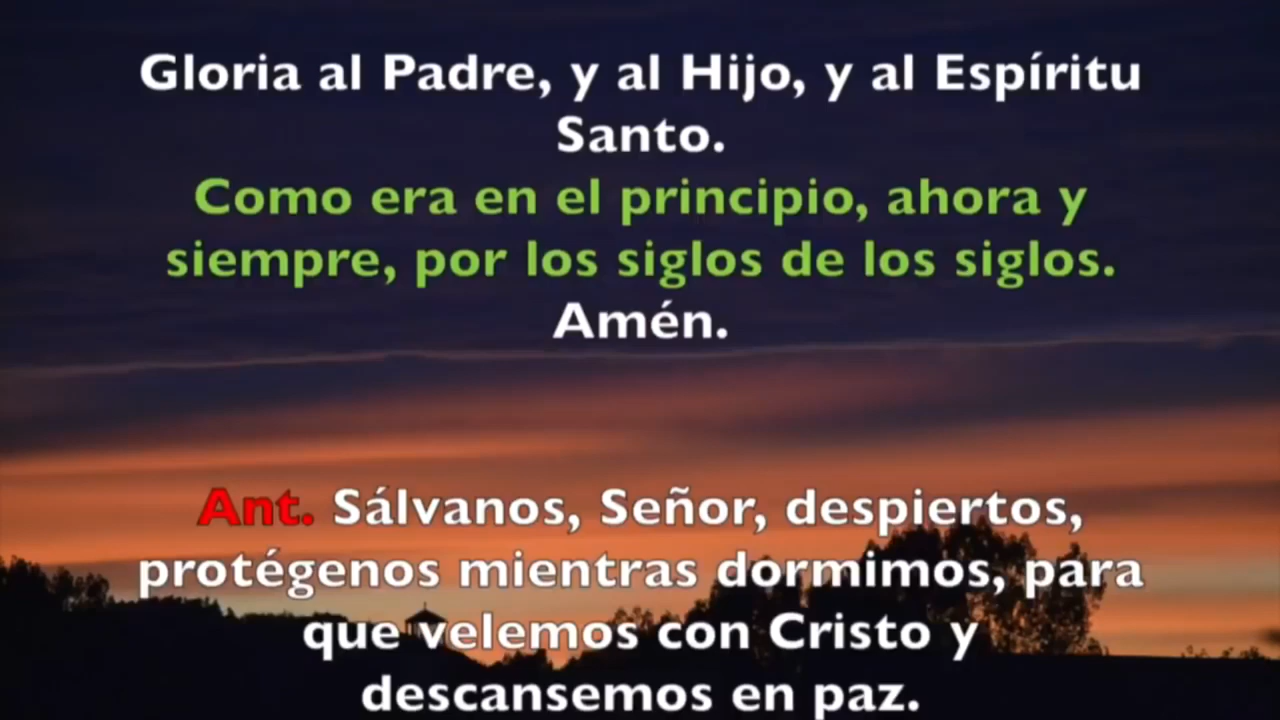 Gloria al Padre, y al Hijo, y al Espíritu
Santo.
Como era en el principio, ahora y
siempre, por los siglos de los siglos.
Amén.
Ant. Sálvanos, Señor, despiertos,
protégenos mientras dormimos, para
que velemos con Cristo y
descansemos en paz.